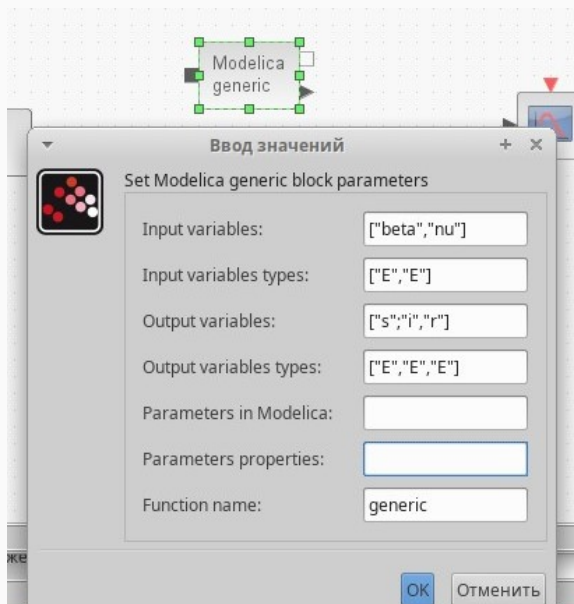 Modelica
generic
Ввод значений
Set Modelica generic block parameters
Input variables: ["beta","nu"]
Input variables types: ["E","E"]
Output variables: ["s";"i","r"]
Output variables types: ["E","E","E"]
Parameters in Modelica:
Parameters properties:
Function name: generic
же
OK Отменить